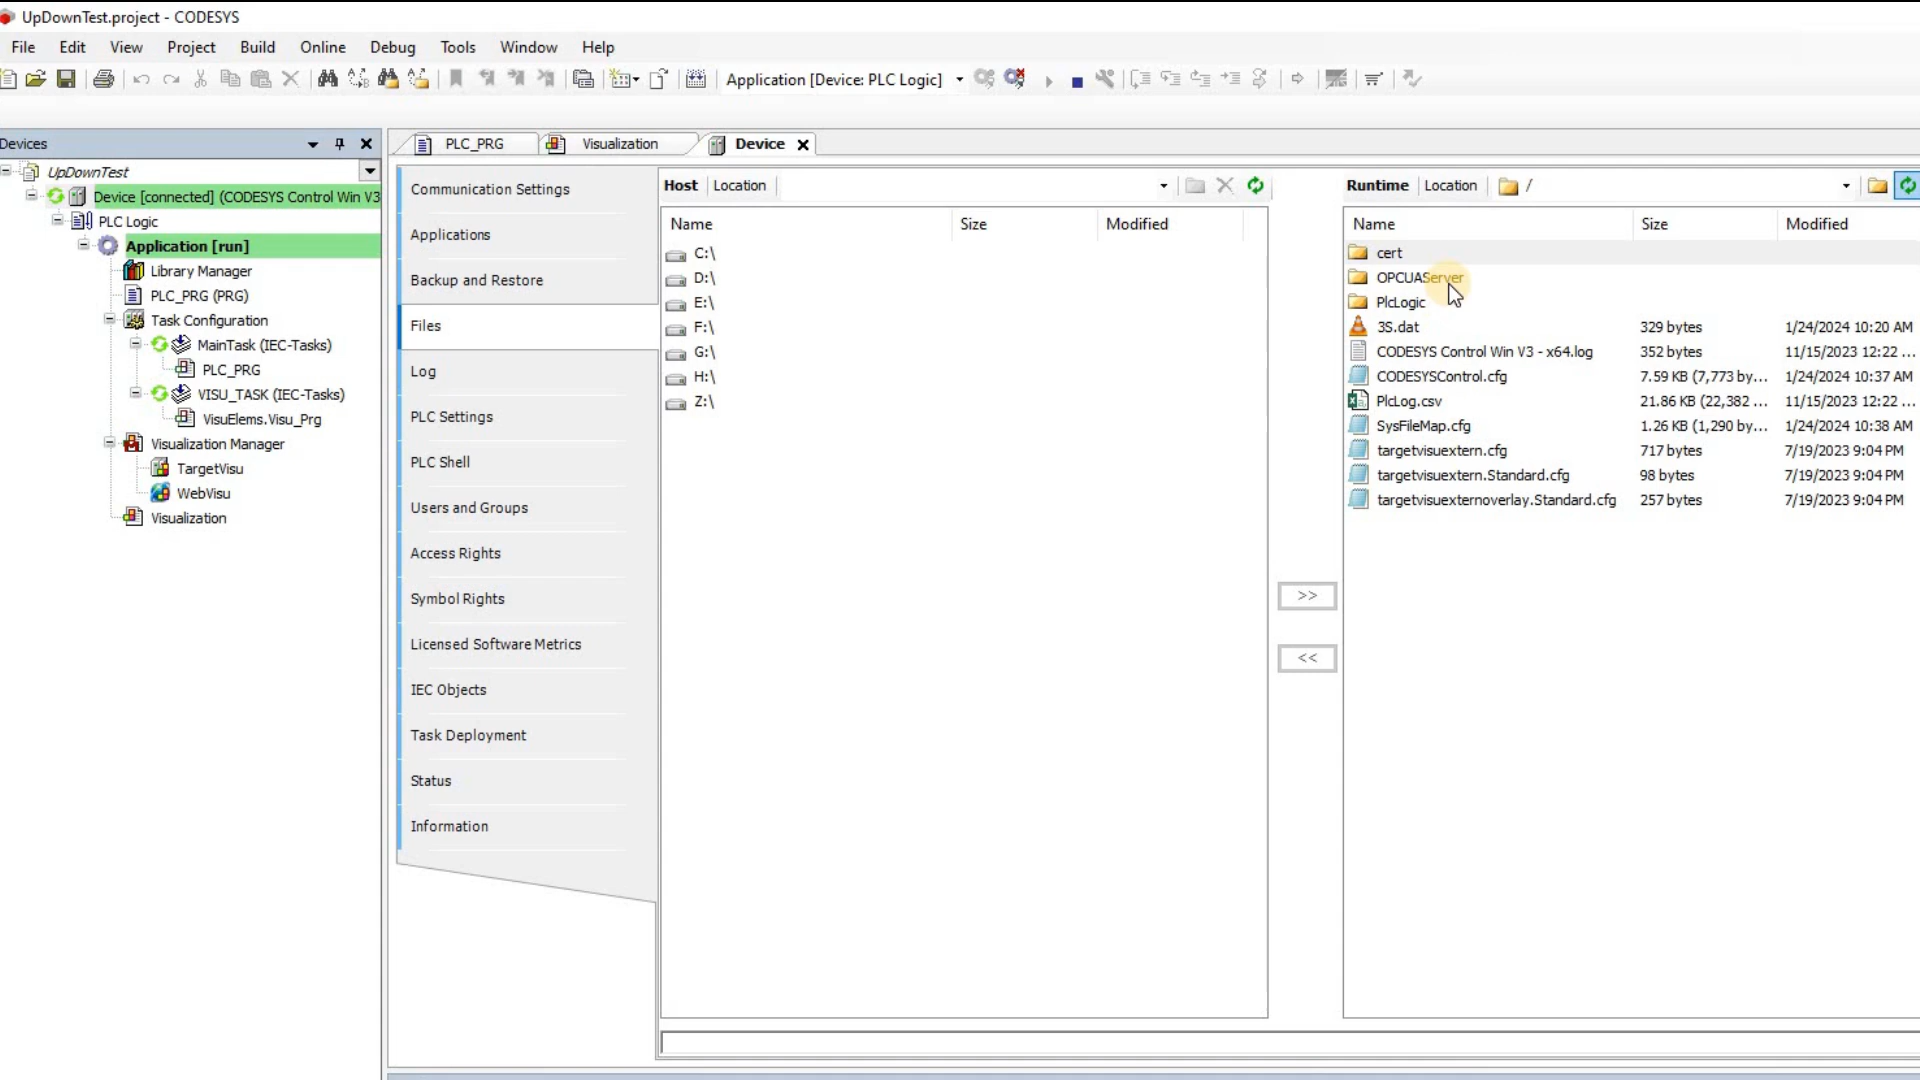 UpDownTest.project - CODESYS
File Edit View Project Build Online Debug Tools Window Help
Application [Device: PLC Logic]
Devices
UpDownTest
Device [connected] (CODESYS Control Win V3
PLC Logic
Application [run]
Library Manager
PLC_PRG (PRG)
Task Configuration
MainTask (IEC-Tasks)
PLC_PRG
VISU_TASK (IEC-Tasks)
VisuElems.Visu_Prg
Visualization Manager
TargetVisu
WebVisu
Visualization
PLC_PRG Visualization Device
Communication Settings
Applications
Backup and Restore
Files
Log
PLC Settings
PLC Shell
Users and Groups
Access Rights
Symbol Rights
Licensed Software Metrics
IEC Objects
Task Deployment
Status
Information
Host Location
Name Size Modified
C:\
D:\
E:\
F:\
G:\
H:\
Z:\
>>
<<
Runtime Location /
Name Size Modified
cert
OPCUAServer
PlcLogic
3S.dat 329 bytes 1/24/2024 10:20 AM
CODESYS Control Win V3 - x64.log 352 bytes 11/15/2023 12:22 ...
CODESYSControl.cfg 7.59 KB (7,773 by... 1/24/2024 10:37 AM
PlcLog.csv 21.86 KB (22,382 ... 11/15/2023 12:22 ...
SysFileMap.cfg 1.26 KB (1,290 by... 1/24/2024 10:38 AM
targetvisuextern.cfg 717 bytes 7/19/2023 9:04 PM
targetvisuextern.Standard.cfg 98 bytes 7/19/2023 9:04 PM
targetvisuexternoverlay.Standard.cfg 257 bytes 7/19/2023 9:04 PM